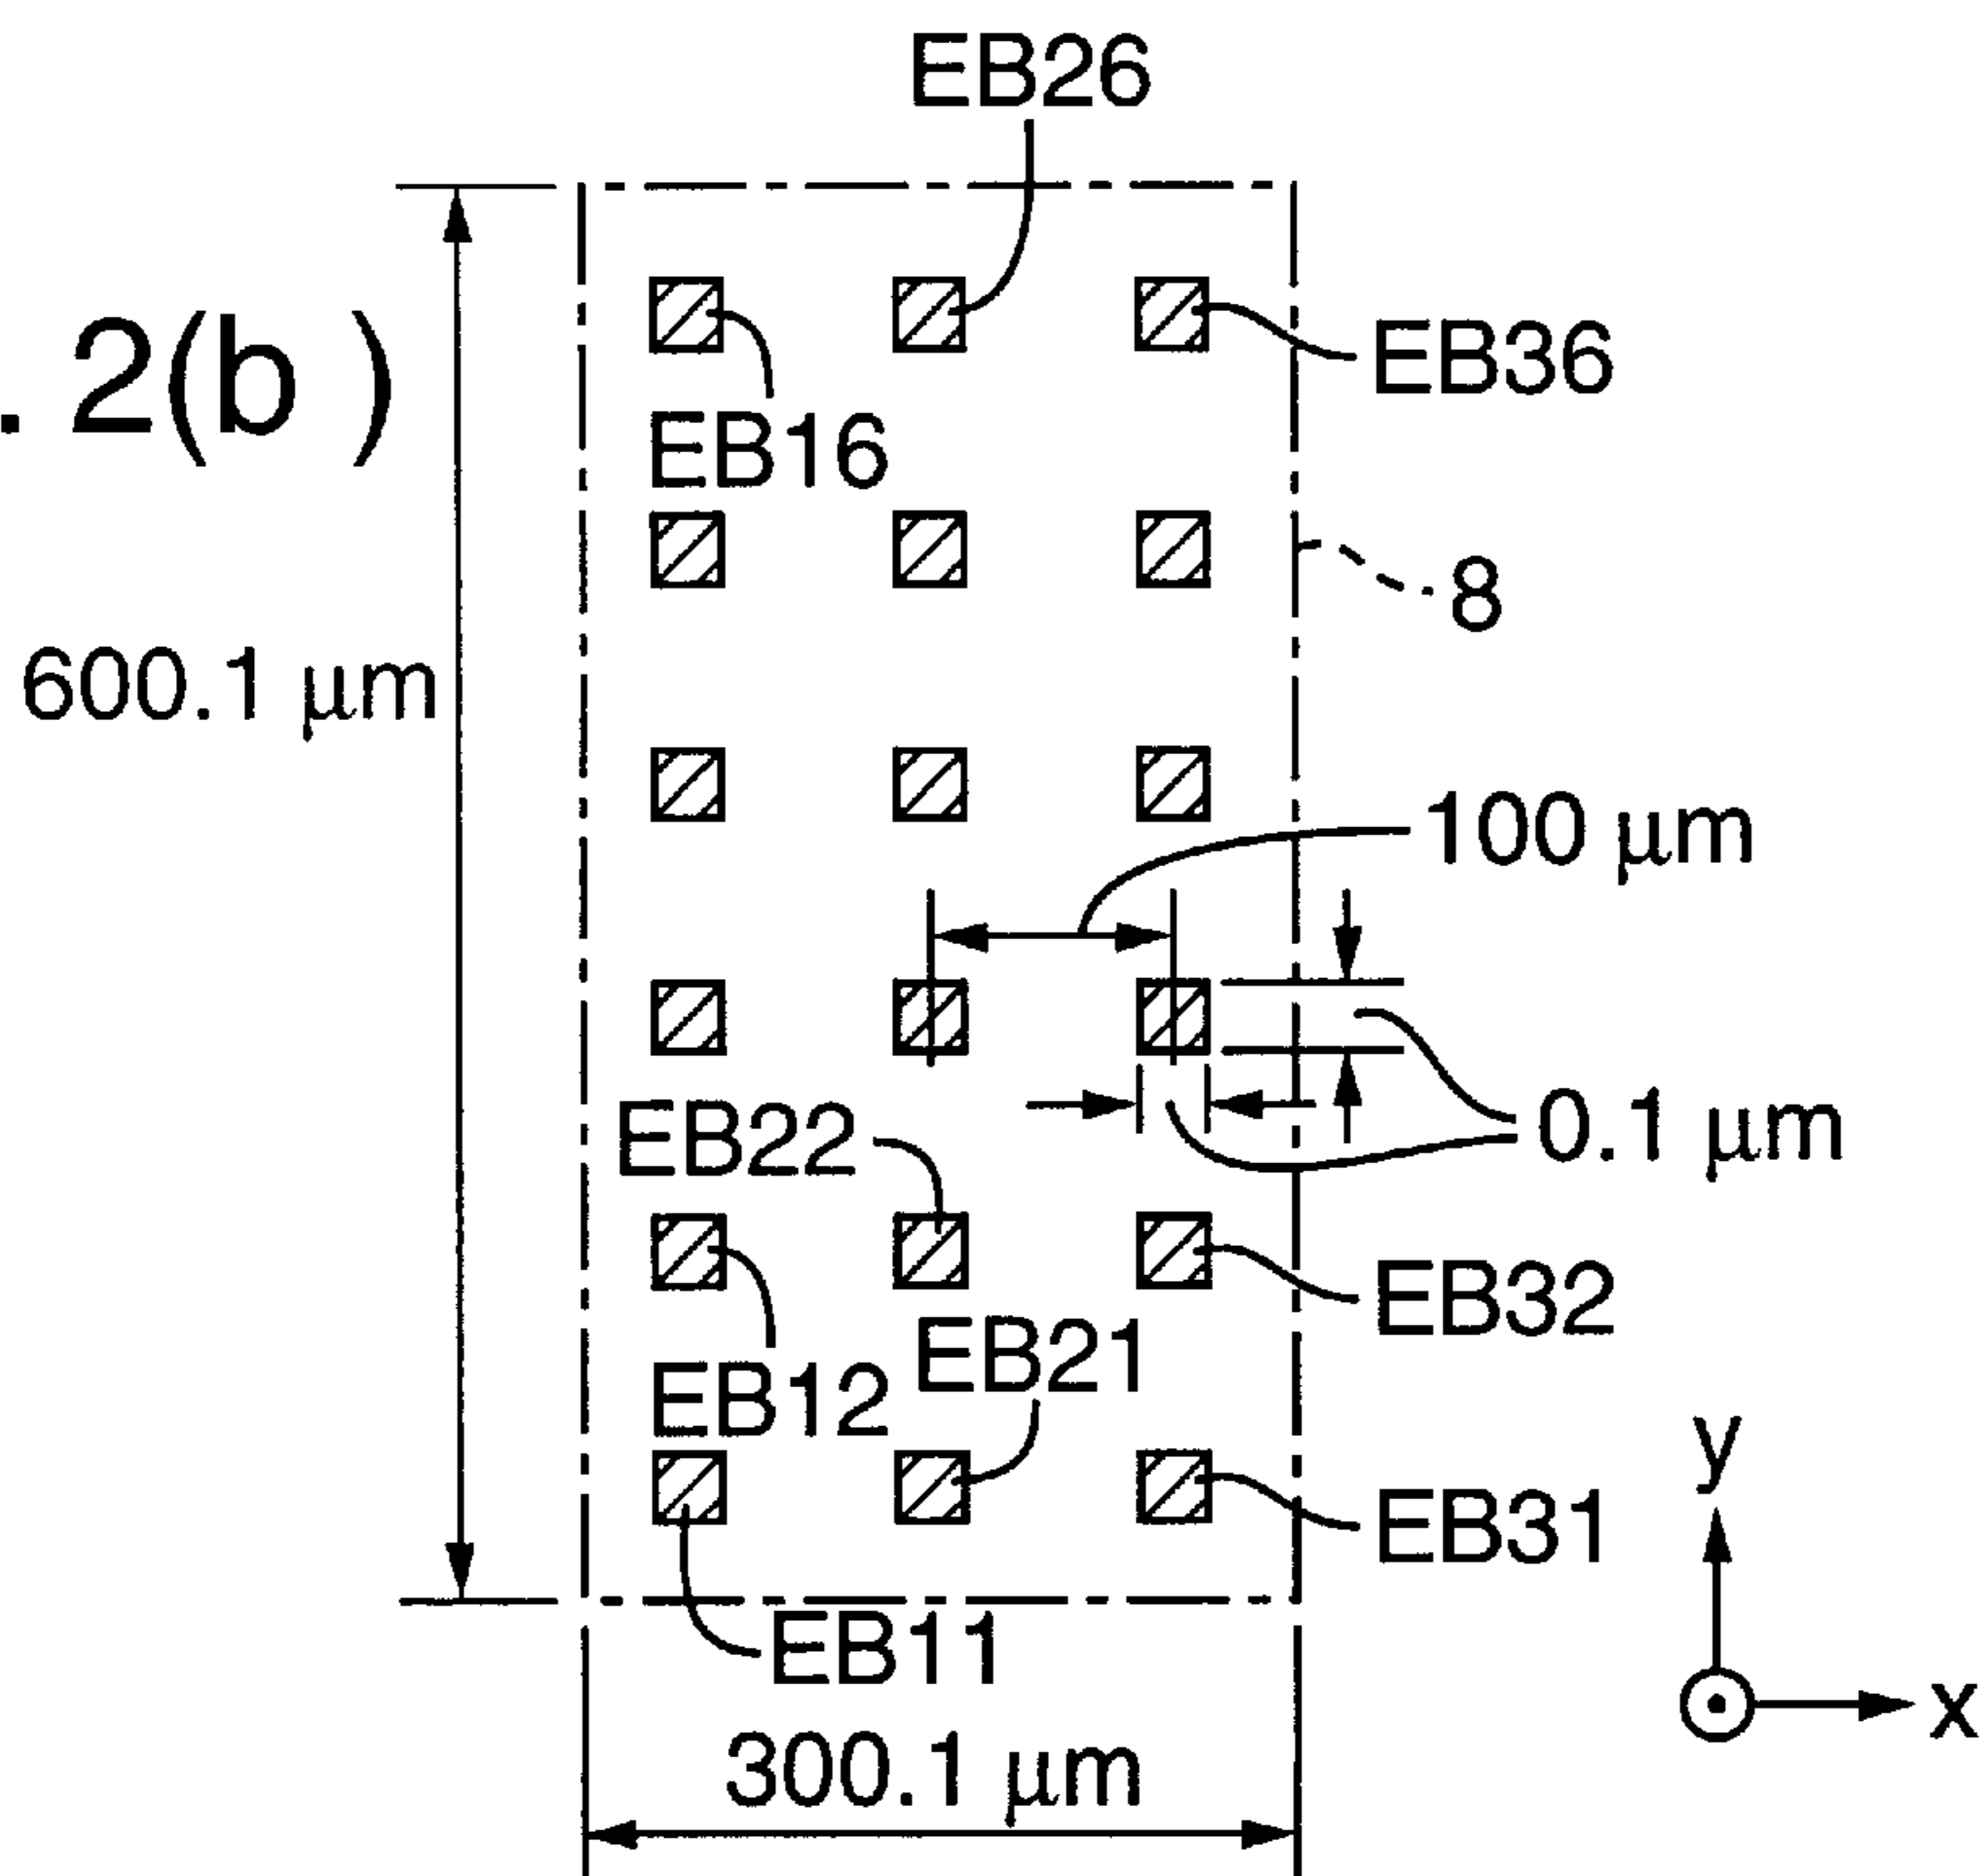 EB26
. 2(b )
EB36
EB16
8
600.1 µm
100 µm
0.1 µm
EB22
EB32
EB21
EB12
EB31
y
EB11
x
300.1 µm